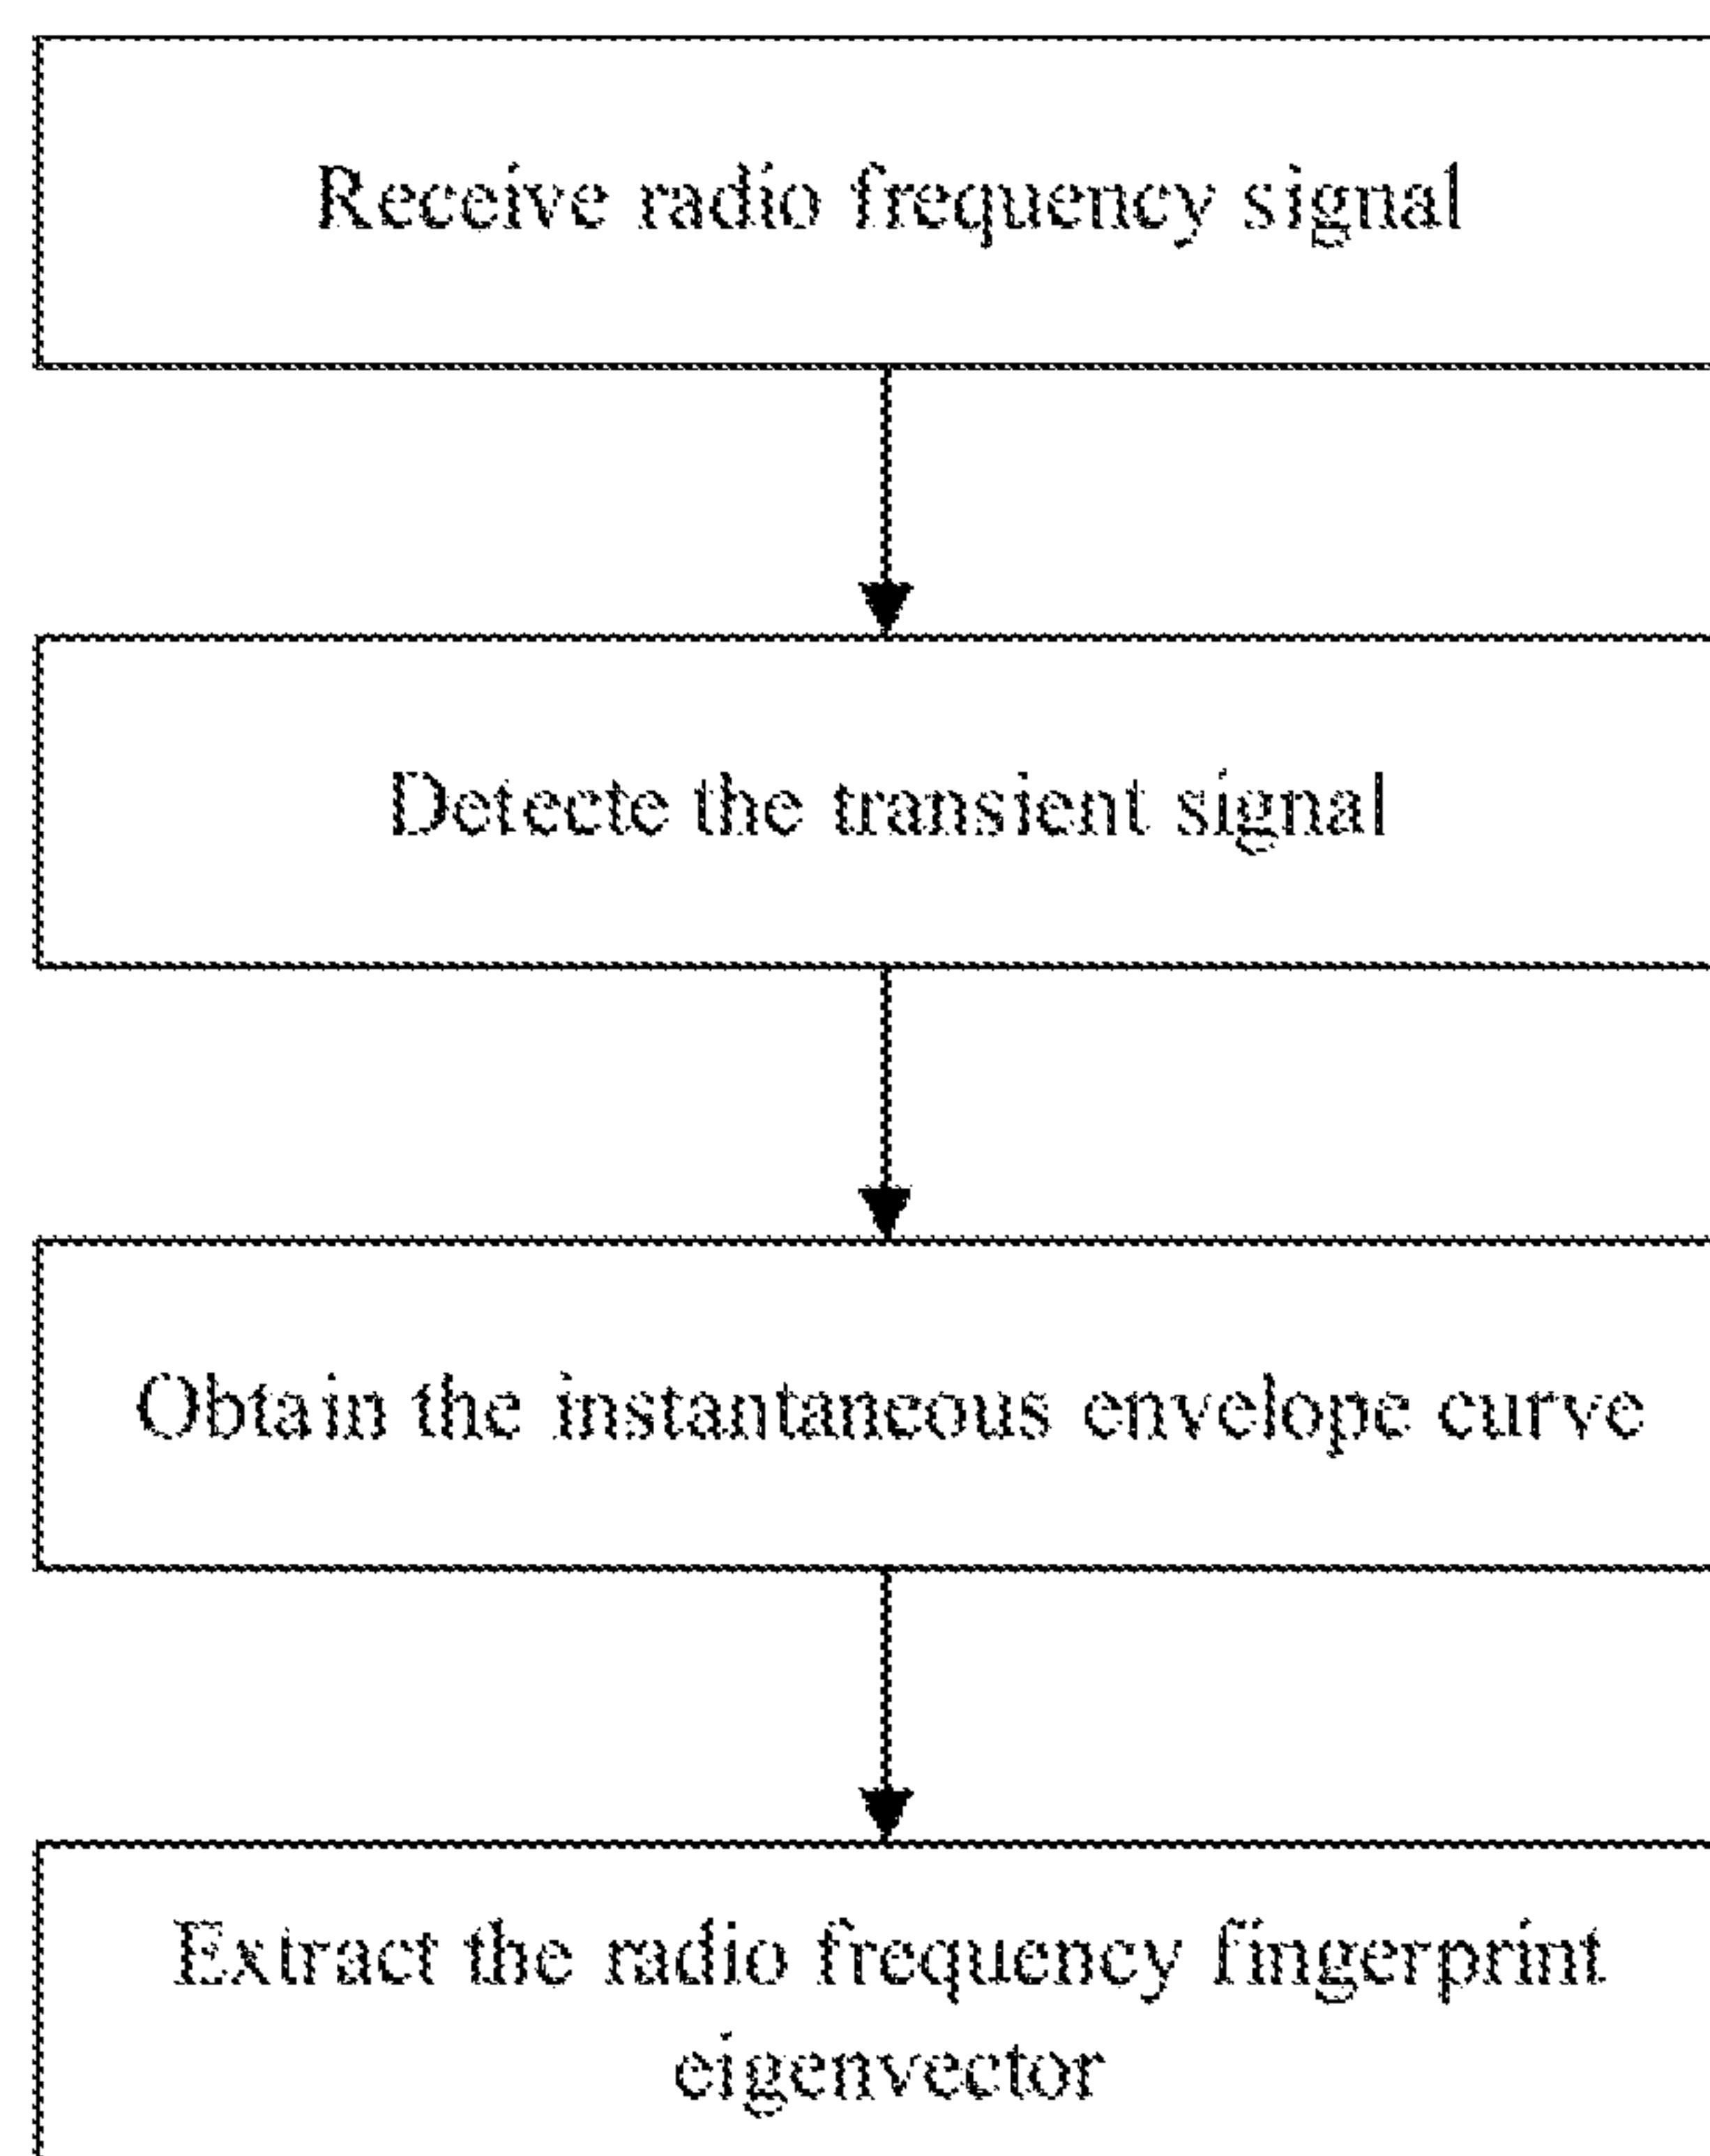 Receive radio frequency signal
Detecte the transient signal
Obtain the instantaneous envelope curve
Extract the radio frequency fingerprint
eigenvector